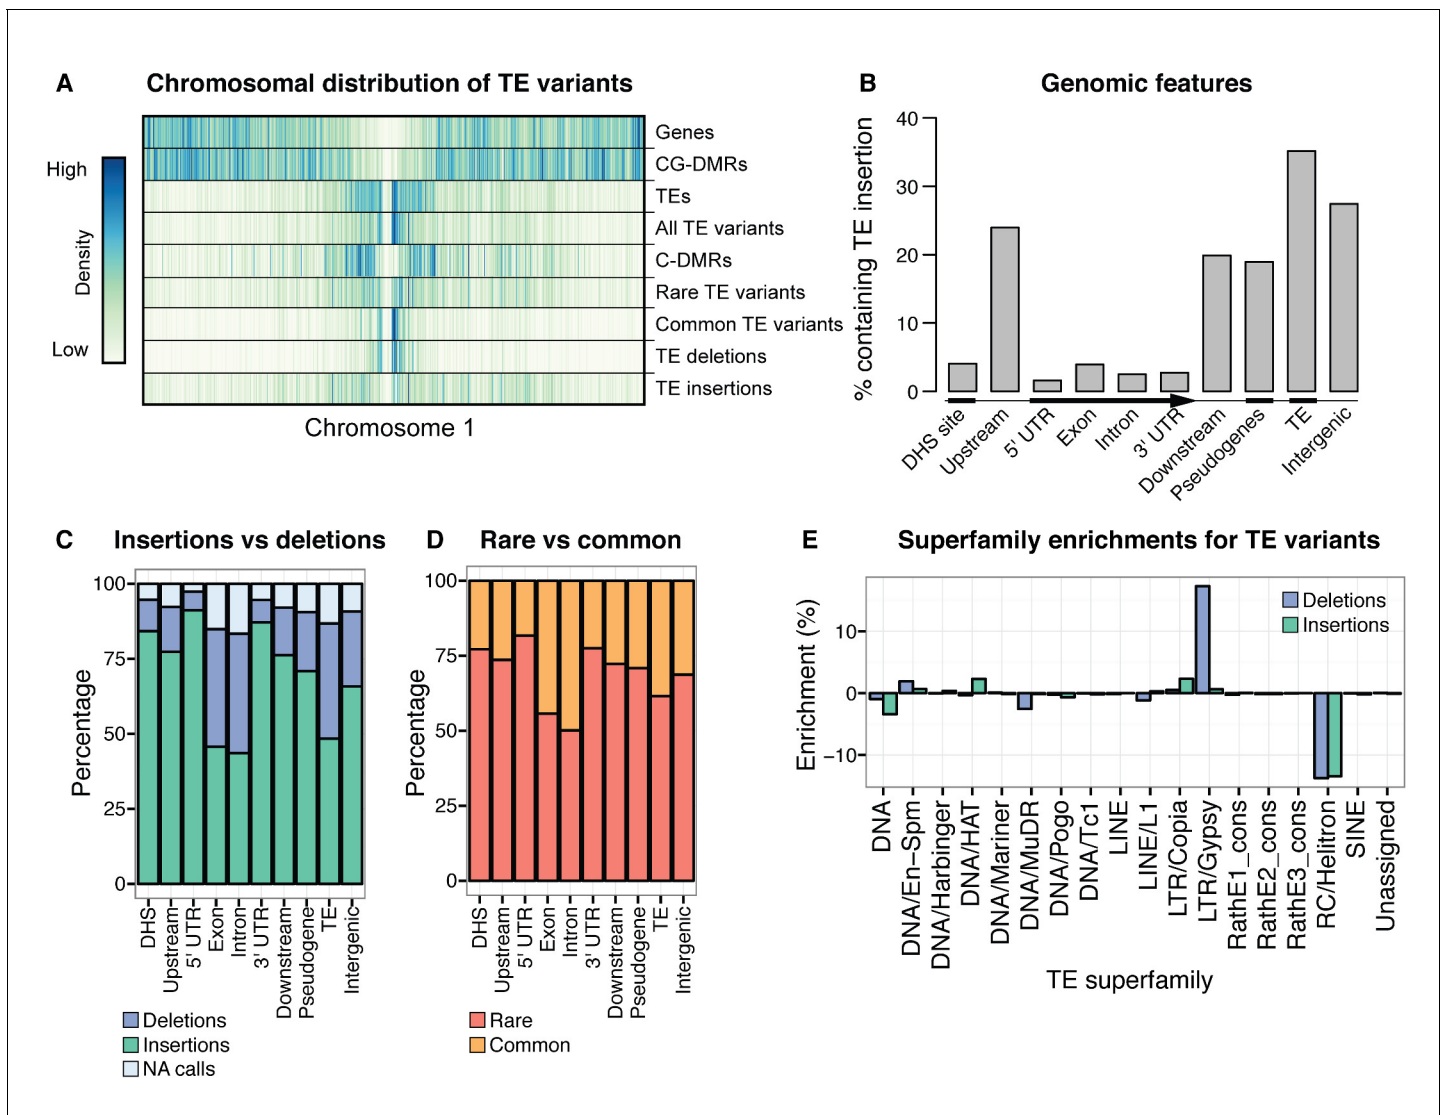 A Chromosomal distribution of TE variants
High
Density
Low
Genes
CG-DMRs
TEs
All TE variants
C-DMRs
Rare TE variants
Common TE variants
TE deletions
TE insertions
Chromosome 1
B Genomic features
% containing TE insertion
40
30
20
10
0
DHS site
Upstream
5' UTR
Exon
Intron
3' UTR
Downstream
Pseudogenes
TE
Intergenic
C Insertions vs deletions
Percentage
100
75
50
25
0
DHS
Upstream
5' UTR
Exon
Intron
3' UTR
Downstream
Pseudogene
TE
Intergenic
Deletions
Insertions
NA calls
D Rare vs common
Percentage
100
75
50
25
0
DHS
Upstream
5' UTR
Exon
Intron
3' UTR
Downstream
Pseudogene
TE
Intergenic
Rare
Common
E Superfamily enrichments for TE variants
Enrichment (%)
10
0
−10
Deletions
Insertions
DNA
DNA/En−Spm
DNA/Harbinger
DNA/HAT
DNA/Mariner
DNA/MuDR
DNA/Pogo
DNA/Tc1
LINE
LINE/L1
LTR/Copia
LTR/Gypsy
RathE1_cons
RathE2_cons
RathE3_cons
RC/Helitron
SINE
Unassigned
TE superfamily